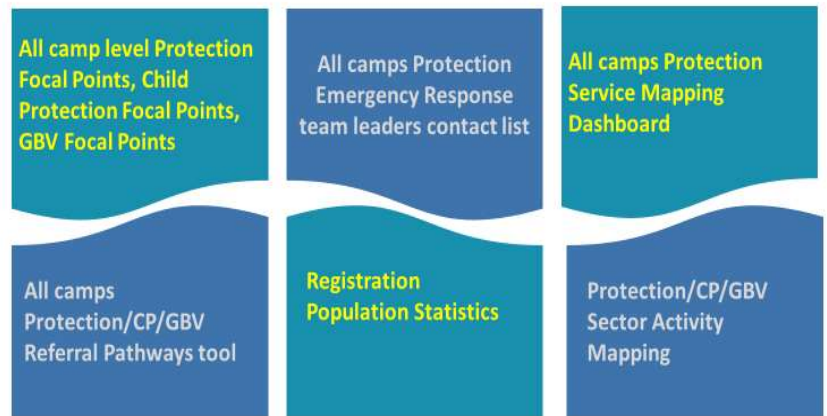 All camp level Protection
Focal Points, Child
Protection Focal Points,
GBV Focal Points
All camps Protection
Emergency Response
team leaders contact list
All camps Protection
Service Mapping
Dashboard
All camps
Protection/CP/GBV
Referral Pathways tool
Registration
Population Statistics
Protection/CP/GBV
Sector Activity
Mapping